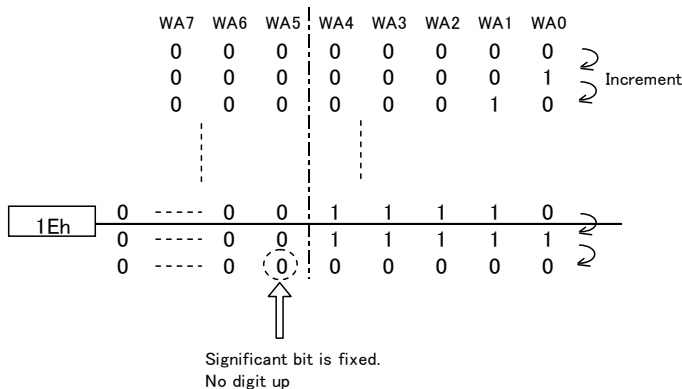 WA7 WA6 WA5 WA4 WA3 WA2 WA1 WA0
0 0 0 0 0 0 0 0
0 0 0 0 0 0 0 1
Increment
0 0 0 0 0 0 1 0
0 ----- 0 0 1 1 1 1 0
1Eh
0 ----- 0 0 1 1 1 1 1
0 ----- 0 0 0 0 0 0 0
Significant bit is fixed.
No digit up